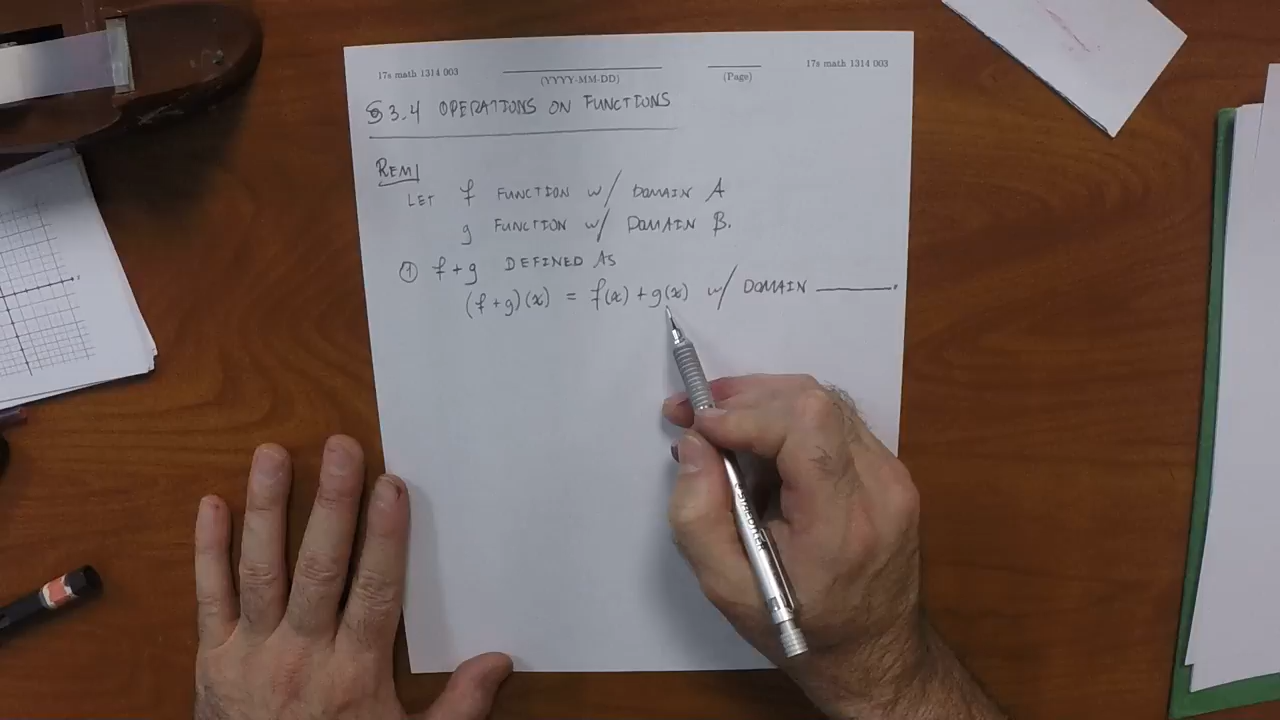 17s math 1314 003 (YYYY-MM-DD) (Page) 17s math 1314 003
§3.4 OPERATIONS ON FUNCTIONS
REM
LET f FUNCTION w/ DOMAIN A
g FUNCTION w/ DOMAIN B.
① f+g DEFINED AS
(f+g)(x) = f(x) + g(x) w/ DOMAIN ______.
STAEDTLER